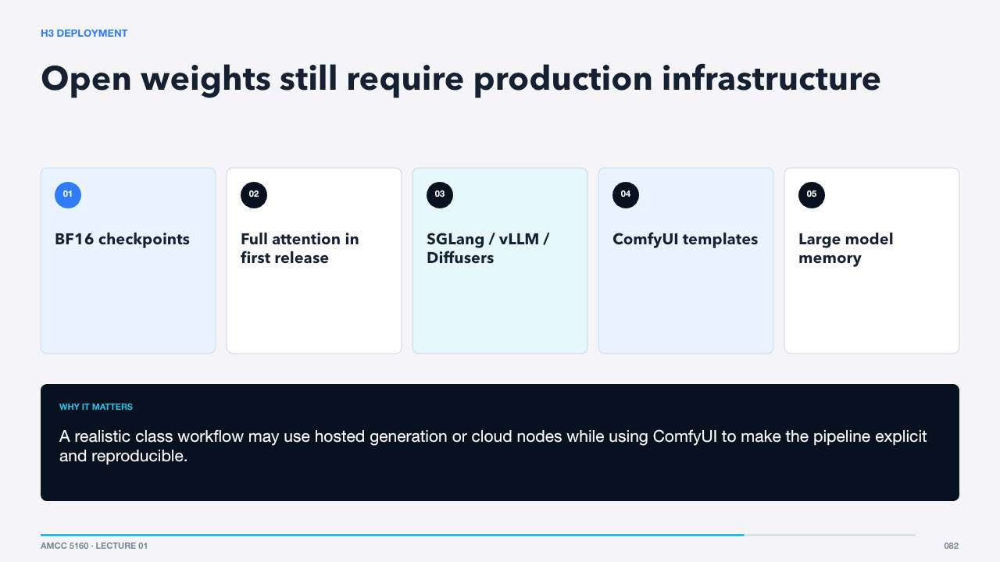 H3 DEPLOYMENT
Open weights still require production infrastructure
01
BF16 checkpoints
02
Full attention in
first release
03
SGLang / vLLM /
Diffusers
04
ComfyUI templates
05
Large model
memory
WHY IT MATTERS
A realistic class workflow may use hosted generation or cloud nodes while using ComfyUI to make the pipeline explicit
and reproducible.
AMCC 5160 · LECTURE 01
082